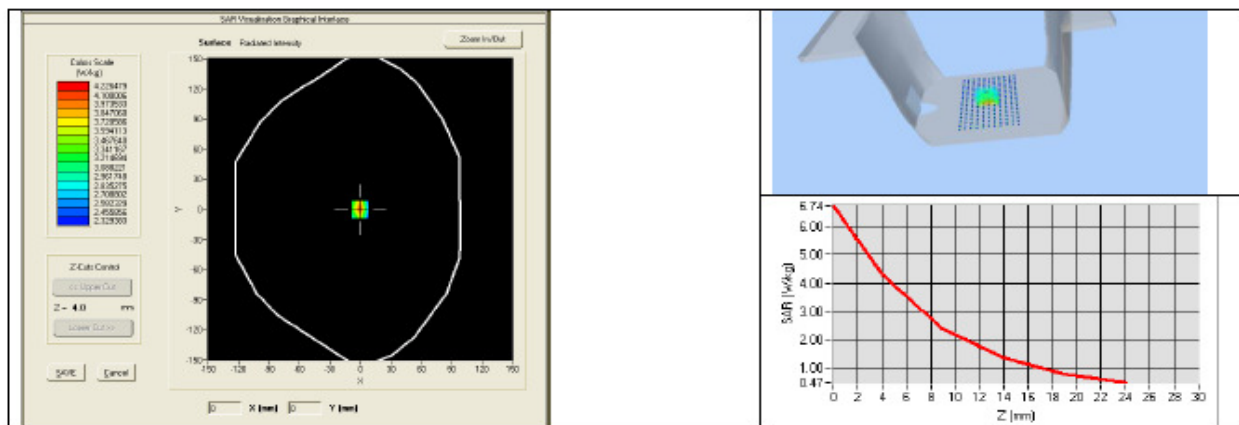 SAR Visualisation Graphical Interface
Surface Radiated Intensity
Zoom In/Out
Colors Scale
(W/kg)
4.226479
4.100006
3.973533
3.847060
3.720586
3.594113
3.467640
3.341167
3.214694
3.088221
2.961748
2.835275
2.708802
2.582329
2.455856
2.329383
Z-Cuts Control
<< Upper Cut
Z = 4.0 mm
Lower Cut >>
SAVE Cancel
150
120
90
60
30
0
-30
-60
-90
-120
-150
Y
-150 -120 -90 -60 -30 0 30 60 90 120 150
X
0 X (mm) 0 Y (mm)
6.74
6.00
5.00
4.00
3.00
2.00
1.00
0.47
SAR (W/kg)
0 2 4 6 8 10 12 14 16 18 20 22 24 26 28 30
Z (mm)